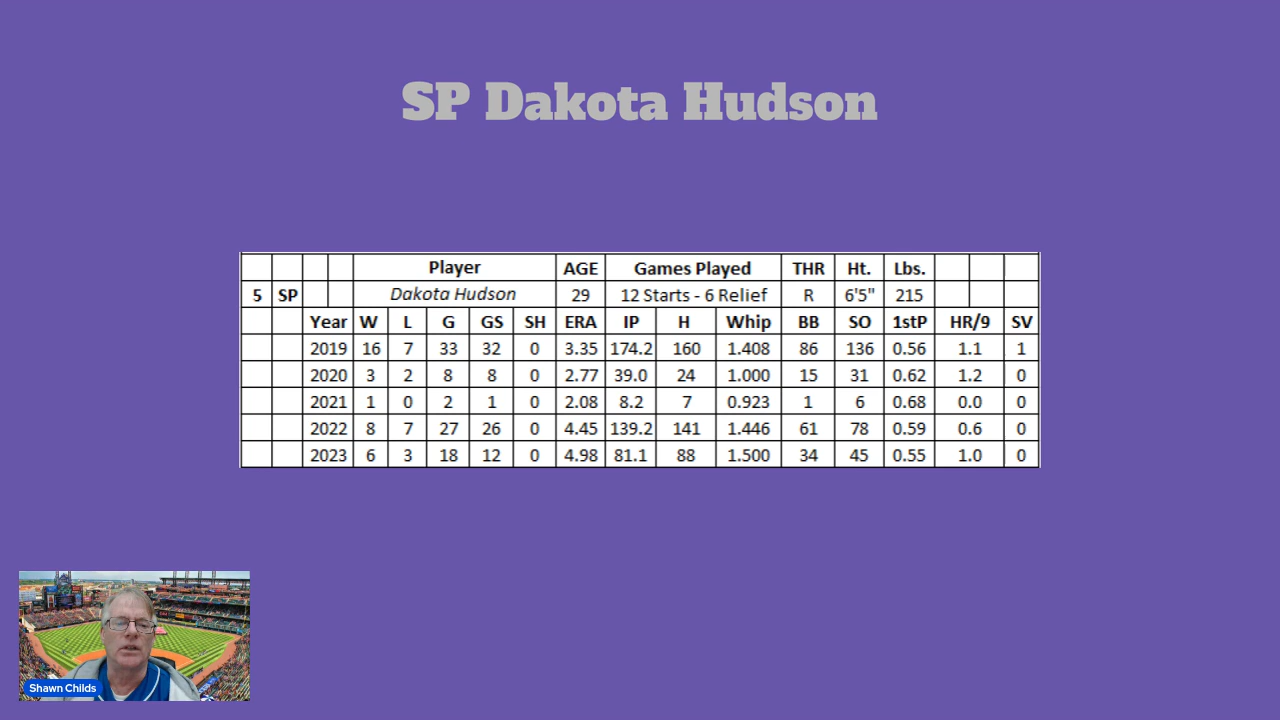 SP Dakota Hudson
Player AGE Games Played THR Ht. Lbs.
5 SP Dakota Hudson 29 12 Starts - 6 Relief R 6'5" 215
Year W L G GS SH ERA IP H Whip BB SO 1stP HR/9 SV
2019 16 7 33 32 0 3.35 174.2 160 1.408 86 136 0.56 1.1 1
2020 3 2 8 8 0 2.77 39.0 24 1.000 15 31 0.62 1.2 0
2021 1 0 2 1 0 2.08 8.2 7 0.923 1 6 0.68 0.0 0
2022 8 7 27 26 0 4.45 139.2 141 1.446 61 78 0.59 0.6 0
2023 6 3 18 12 0 4.98 81.1 88 1.500 34 45 0.55 1.0 0
Shawn Childs